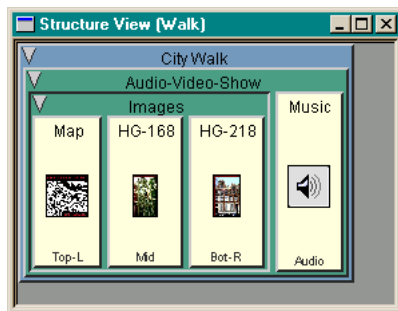 Structure View (Walk)
City Walk
Audio-Video-Show
Images
Music
Map
HG-168
HG-218
Top-L
Mid
Bot-R
Audio